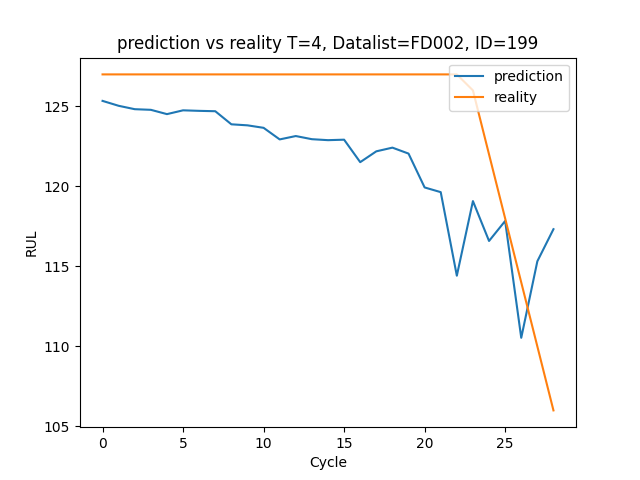 prediction vs reality T=4, Datalist=FD002, ID=199
prediction
reality
125
120
115
110
105
RUL
0 5 10 15 20 25
Cycle